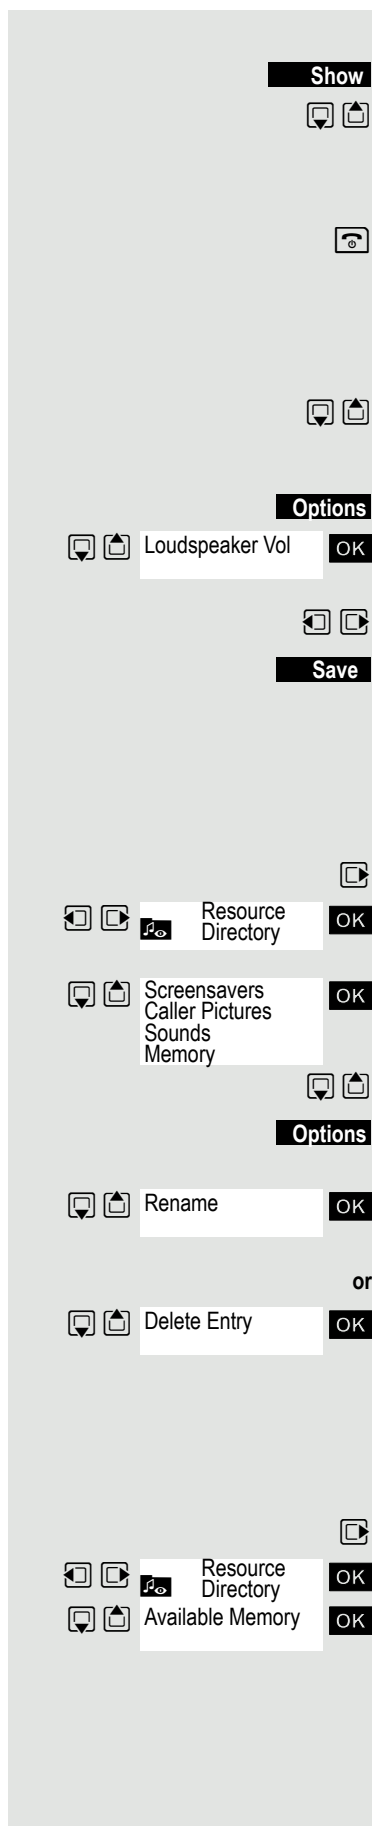 Show
Options
Loudspeaker Vol OK
Save
Resource
Directory OK
Screensavers OK
Caller Pictures
Sounds
Memory
Options
Rename OK
or
Delete Entry OK
Resource
Directory OK
Available Memory OK